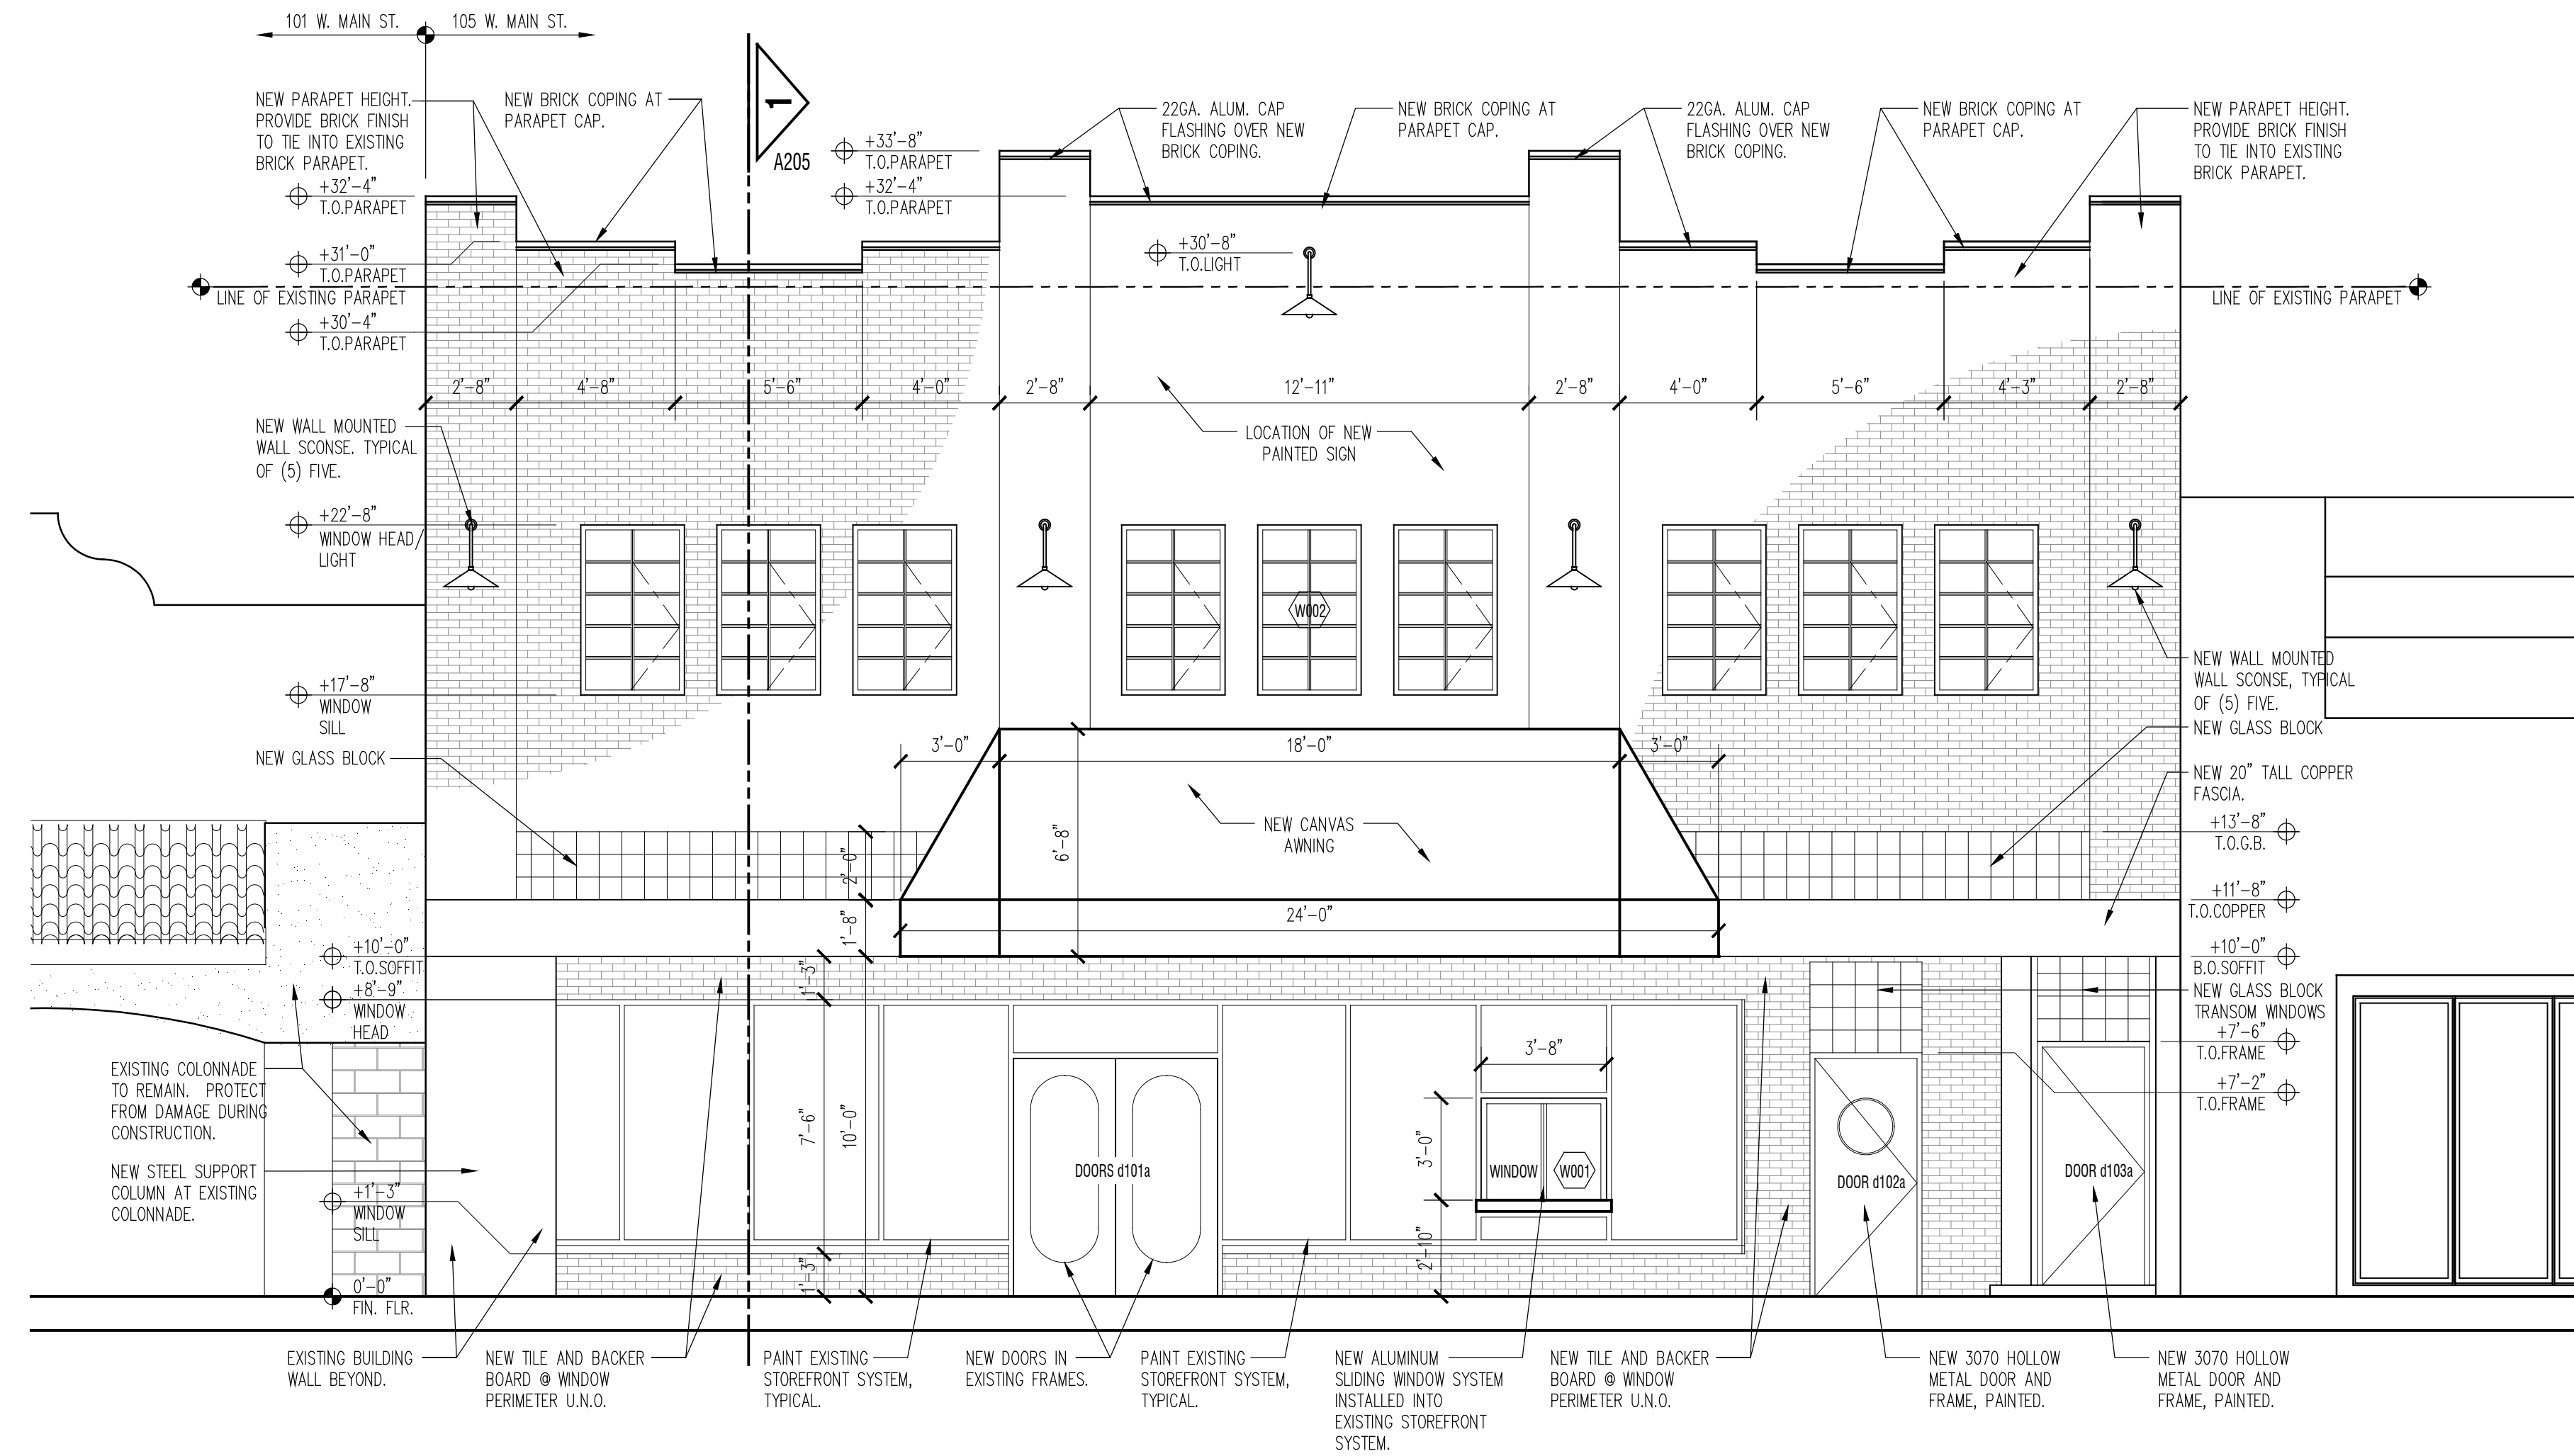 101 W. MAIN ST.
105 W. MAIN ST.
NEW PARAPET HEIGHT.
PROVIDE BRICK FINISH
TO TIE INTO EXISTING
BRICK PARAPET.
NEW BRICK COPING AT
PARAPET CAP.
1
A205
+33'-8"
T.O.PARAPET
+32'-4"
T.O.PARAPET
22GA. ALUM. CAP
FLASHING OVER NEW
BRICK COPING.
NEW BRICK COPING AT
PARAPET CAP.
22GA. ALUM. CAP
FLASHING OVER NEW
BRICK COPING.
NEW BRICK COPING AT
PARAPET CAP.
NEW PARAPET HEIGHT.
PROVIDE BRICK FINISH
TO TIE INTO EXISTING
BRICK PARAPET.
+32'-4"
T.O.PARAPET
+31'-0"
T.O.PARAPET
LINE OF EXISTING PARAPET
+30'-4"
T.O.PARAPET
+30'-8"
T.O.LIGHT
LINE OF EXISTING PARAPET
2'-8"
4'-8"
5'-6"
4'-0"
2'-8"
12'-11"
2'-8"
4'-0"
5'-6"
4'-3"
2'-8"
NEW WALL MOUNTED
WALL SCONSE. TYPICAL
OF (5) FIVE.
LOCATION OF NEW
PAINTED SIGN
+22'-8"
WINDOW HEAD/
LIGHT
W002
+17'-8"
WINDOW
SILL
NEW WALL MOUNTED
WALL SCONSE, TYPICAL
OF (5) FIVE.
NEW GLASS BLOCK
NEW GLASS BLOCK
3'-0"
18'-0"
3'-0"
NEW 20" TALL COPPER
FASCIA.
6'-8"
NEW CANVAS
AWNING
2'-0"
+13'-8"
T.O.G.B.
1'-8"
24'-0"
+11'-8"
T.O.COPPER
+10'-0"
T.O.SOFFIT
+8'-9"
WINDOW
HEAD
1'-3"
+10'-0"
B.O.SOFFIT
NEW GLASS BLOCK
TRANSOM WINDOWS
+7'-6"
T.O.FRAME
+7'-2"
T.O.FRAME
EXISTING COLONNADE
TO REMAIN.  PROTECT
FROM DAMAGE DURING
CONSTRUCTION.
3'-8"
7'-6"
10'-0"
3'-0"
NEW STEEL SUPPORT
COLUMN AT EXISTING
COLONNADE.
DOORS d101a
WINDOW
W001
DOOR d102a
DOOR d103a
+1'-3"
WINDOW
SILL
1'-3"
2'-10"
0'-0"
FIN. FLR.
EXISTING BUILDING
WALL BEYOND.
NEW TILE AND BACKER
BOARD @ WINDOW
PERIMETER U.N.O.
PAINT EXISTING
STOREFRONT SYSTEM,
TYPICAL.
NEW DOORS IN
EXISTING FRAMES.
PAINT EXISTING
STOREFRONT SYSTEM,
TYPICAL.
NEW ALUMINUM
SLIDING WINDOW SYSTEM
INSTALLED INTO
EXISTING STOREFRONT
SYSTEM.
NEW TILE AND BACKER
BOARD @ WINDOW
PERIMETER U.N.O.
NEW 3070 HOLLOW
METAL DOOR AND
FRAME, PAINTED.
NEW 3070 HOLLOW
METAL DOOR AND
FRAME, PAINTED.